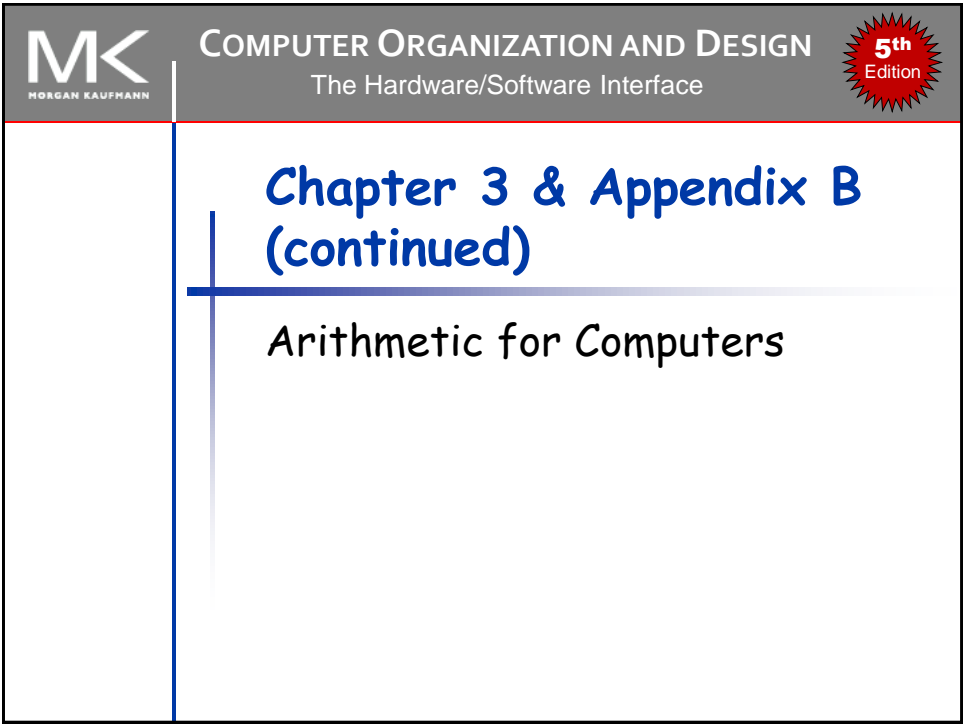 MK
MORGAN KAUFMANN
COMPUTER ORGANIZATION AND DESIGN
The Hardware/Software Interface
5th
Edition
Chapter 3 & Appendix B
(continued)
Arithmetic for Computers